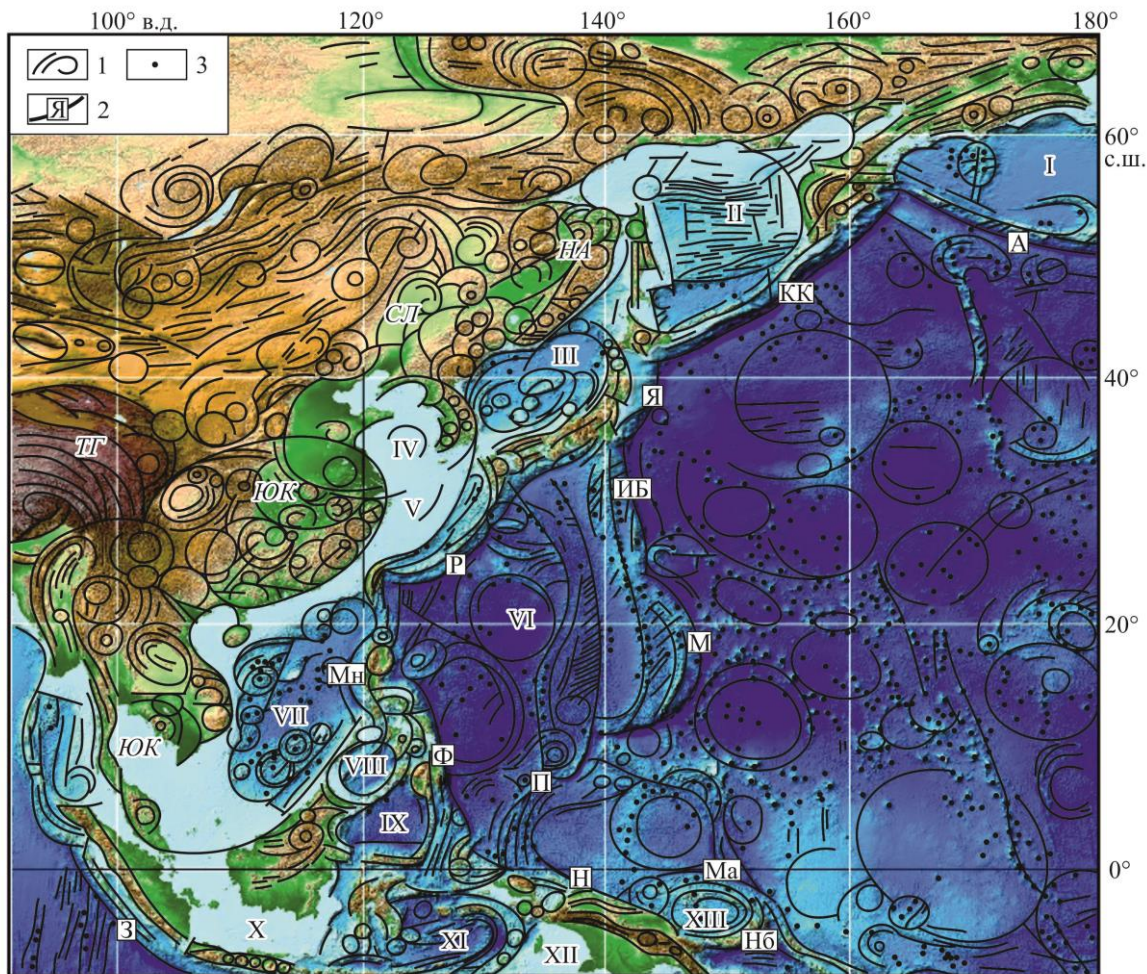 100° в.д. 120° 140° 160° 180°
1 3
Я 2
60°
с.ш.
I
II
А
НА
КК
СЛ
III
40°
Я
ТГ
IV
ИБ
ЮК
V
Р
VI
20°
М
Мн
VII
ЮК
Ф
VIII
П
IX
Н Ма 0°
XIII
З X XI XII Нб